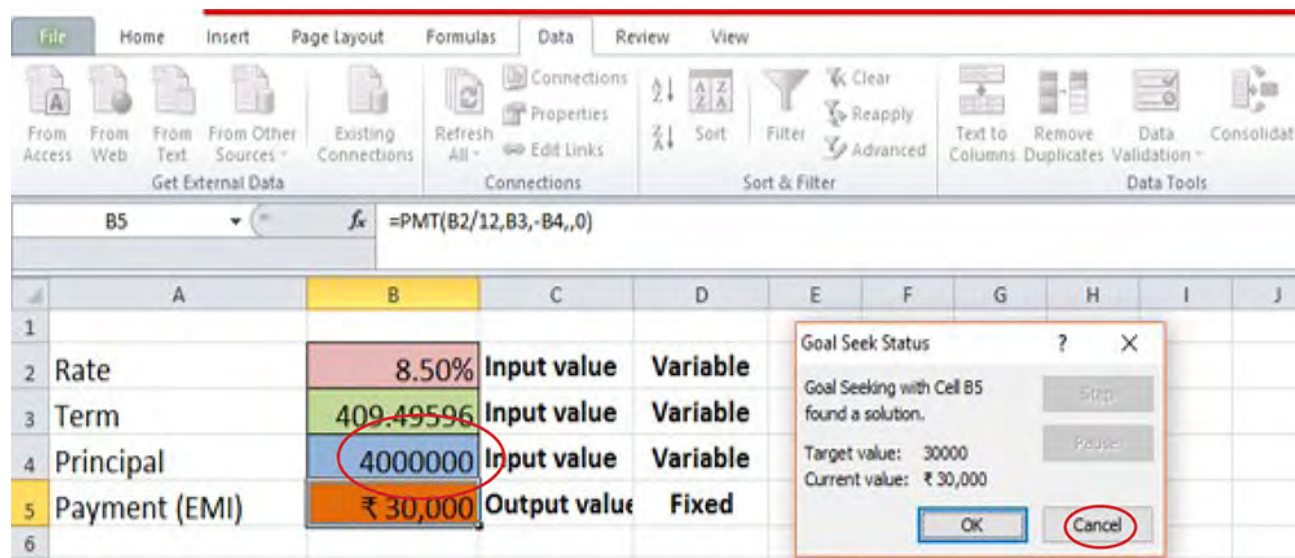 File Home Insert Page Layout Formulas Data Review View
From Access From Web From Text From Other Sources Existing Connections Refresh All Connections Properties Edit Links Sort Filter Clear Reapply Advanced Text to Columns Remove Duplicates Data Validation Consolidat
Get External Data Connections Sort & Filter Data Tools
B5 fx =PMT(B2/12,B3,-B4,,0)
A B C D E F G H I J
1
2 Rate 8.50% Input value Variable
3 Term 409.49596 Input value Variable
4 Principal 4000000 Input value Variable
5 Payment (EMI) ₹ 30,000 Output value Fixed
6
Goal Seek Status ? X
Goal Seeking with Cell B5
found a solution.
Target value: 30000
Current value: ₹ 30,000
Step
Pause
OK Cancel